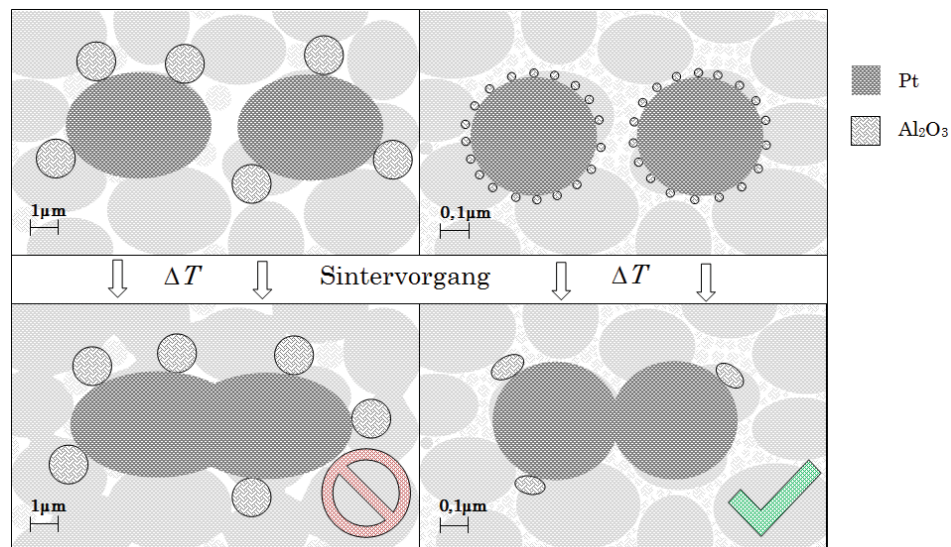 Pt
Al₂O₃
1µm
0,1µm
ΔT
Sintervorgang
ΔT
1µm
0,1µm